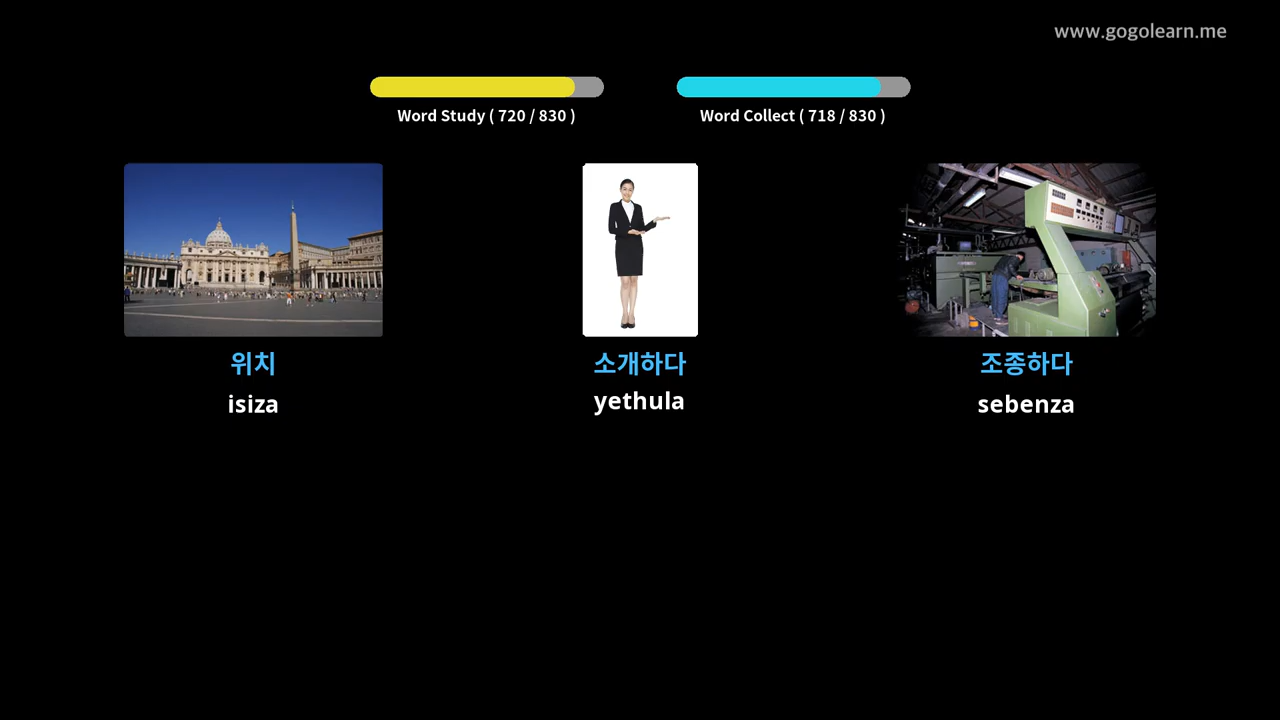 www.gogolearn.me
Word Study ( 720 / 830 )
Word Collect ( 718 / 830 )
위치
소개하다
조종하다
isiza
yethula
sebenza